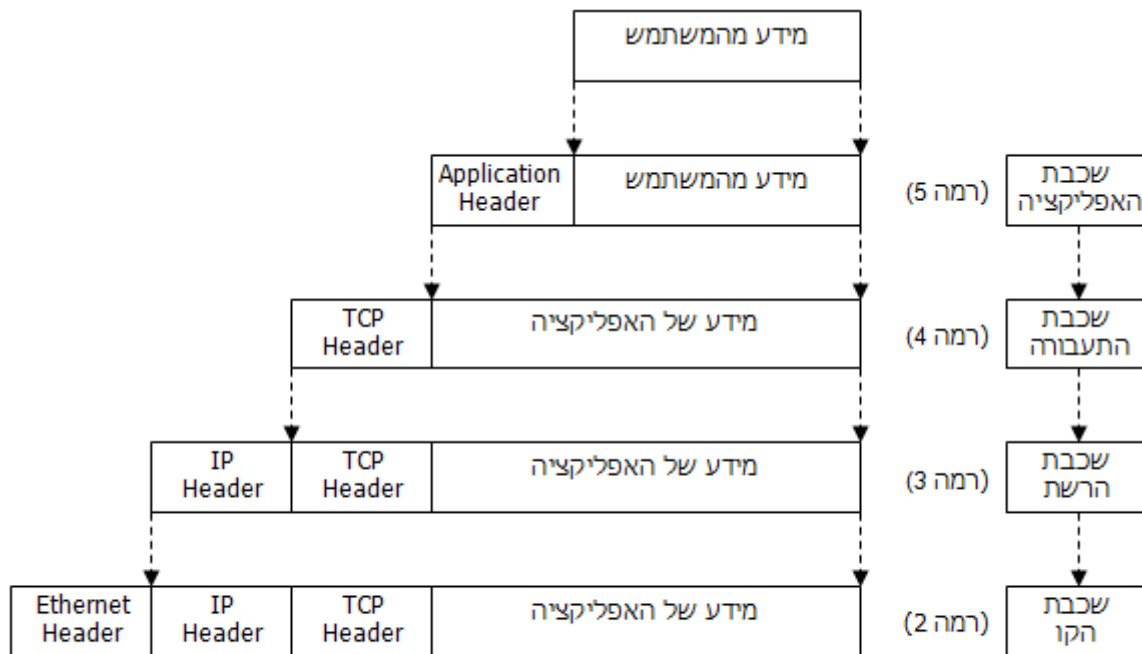 מידע מהמשתמש
שכבת
האפליקציה
(רמה 5)
מידע מהמשתמש
Application
Header
שכבת
התעבורה
(רמה 4)
מידע של האפליקציה
TCP
Header
שכבת
הרשת
(רמה 3)
מידע של האפליקציה
TCP
Header
IP
Header
שכבת
הקו
(רמה 2)
מידע של האפליקציה
TCP
Header
IP
Header
Ethernet
Header